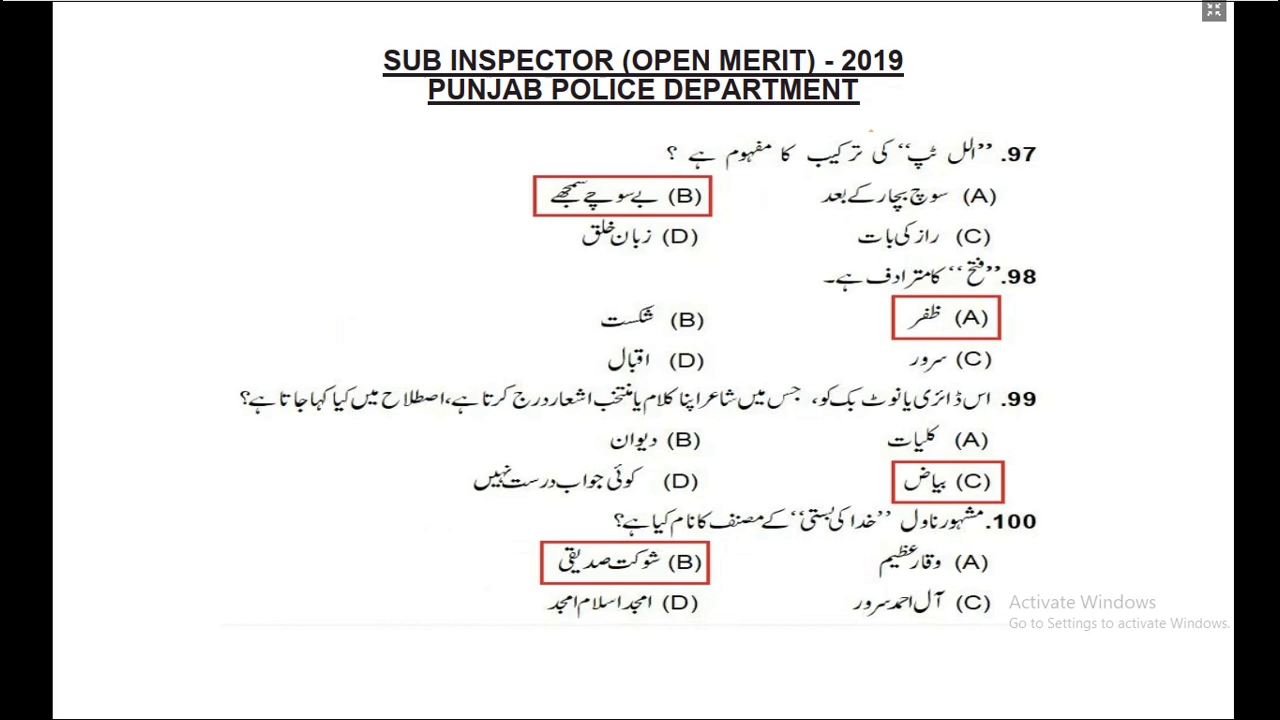 SUB INSPECTOR (OPEN MERIT) - 2019
PUNJAB POLICE DEPARTMENT
97. ”الل ٹپ“ کی ترکیب کا مفہوم ہے ؟
(A) سوچ بچار کے بعد (B) بے سوچے سمجھے
(C) راز کی بات (D) زبان خلق
98. ”فتح“ کا مترادف ہے۔
(A) ظفر (B) شکست
(C) سرور (D) اقبال
99. اس ڈائری یا نوٹ بک کو، جس میں شاعر اپنا کلام یا منتخب اشعار درج کرتا ہے، اصطلاح میں کیا کہا جاتا ہے؟
(A) کلیات (B) دیوان
(C) بیاض (D) کوئی جواب درست نہیں
100. مشہور ناول ”خدا کی بستی“ کے مصنف کا نام کیا ہے؟
(A) وقار عظیم (B) شوکت صدیقی
(C) آل احمد سرور (D) امجد اسلام امجد
Activate Windows
Go to Settings to activate Windows.